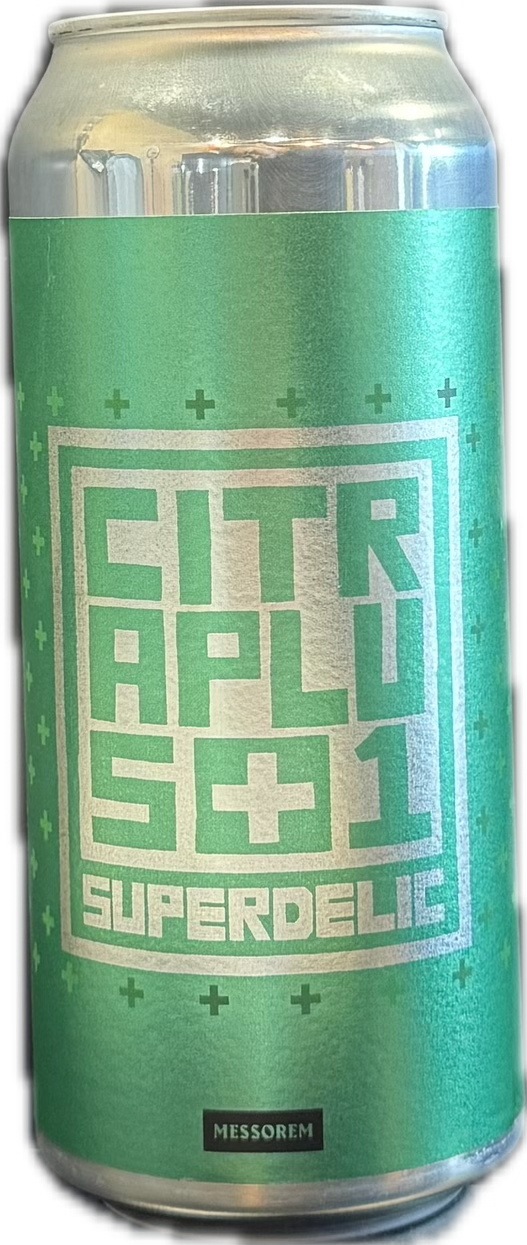 CITR
APLU
S+1
SUPERDELIC
MESSOREM